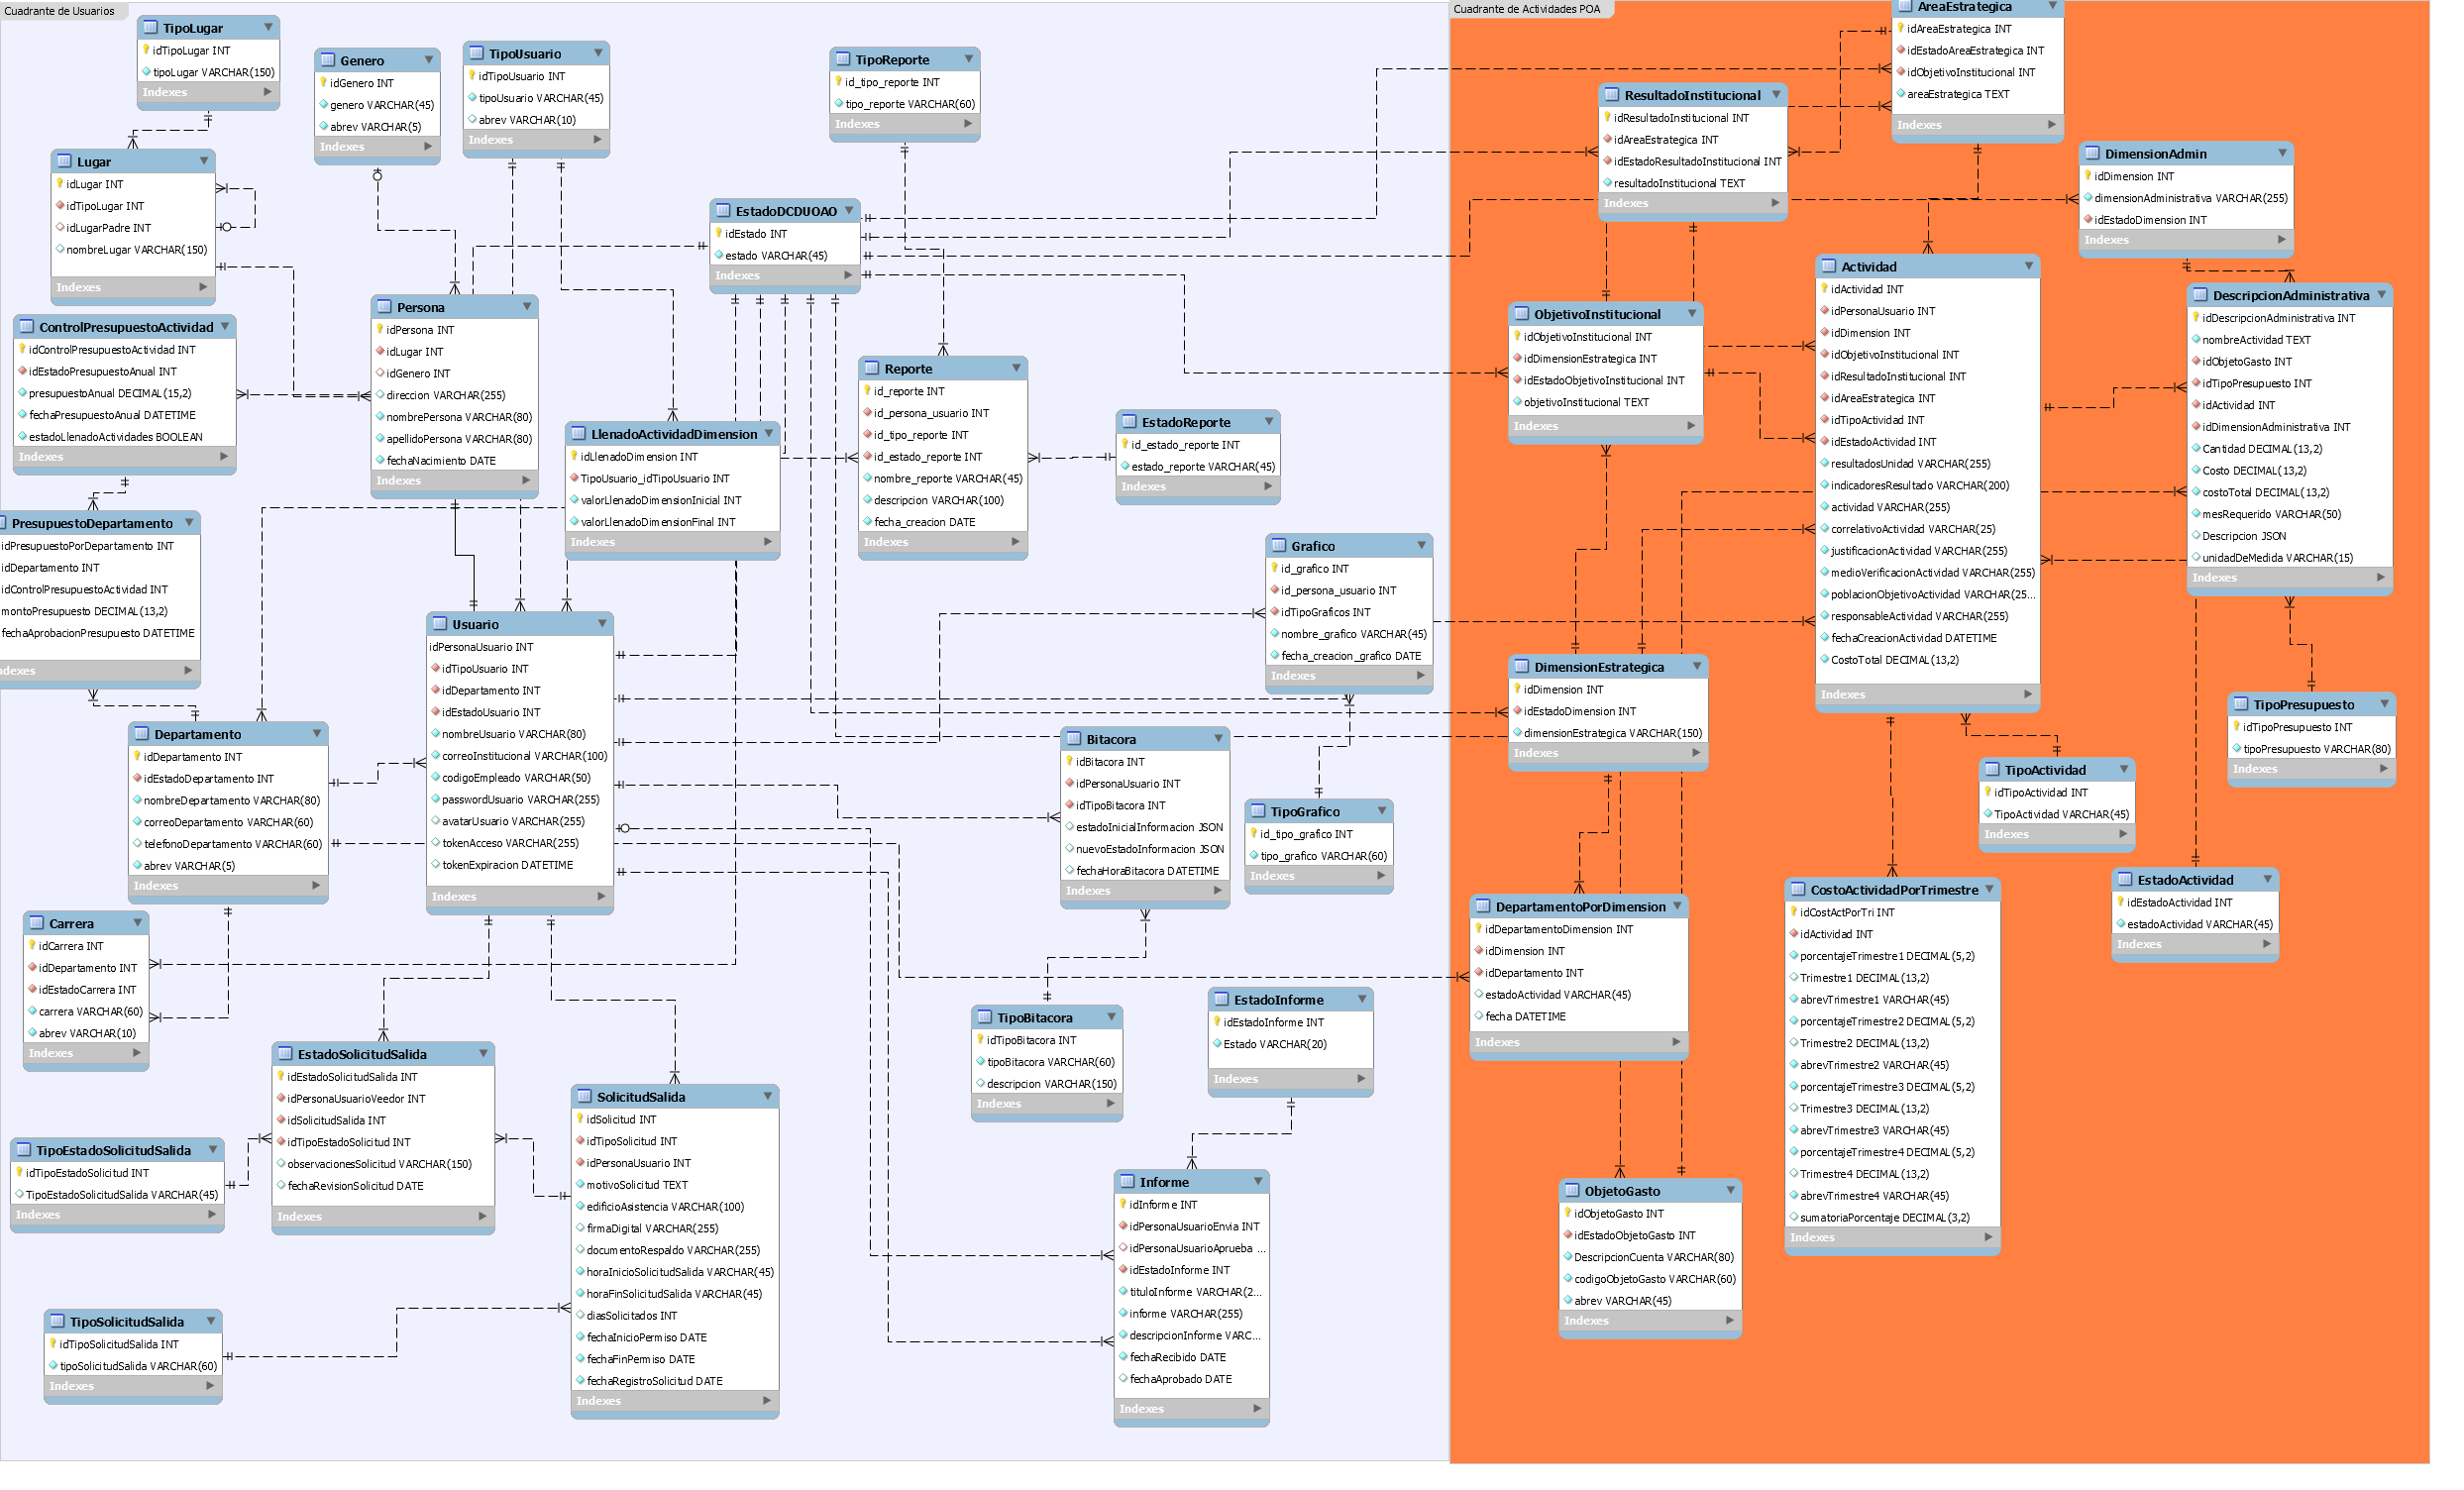 Cuadrante de Usuarios
TipoLugar
idTipoLugar INT
tipoLugar VARCHAR(150)
Indexes
Genero
idGenero INT
genero VARCHAR(45)
abrev VARCHAR(5)
Indexes
TipoUsuario
idTipoUsuario INT
tipoUsuario VARCHAR(45)
abrev VARCHAR(10)
Indexes
TipoReporte
id_tipo_reporte INT
tipo_reporte VARCHAR(60)
Indexes
Lugar
idLugar INT
idTipoLugar INT
idLugarPadre INT
nombreLugar VARCHAR(150)
Indexes
EstadoDCDUOAO
idEstado INT
estado VARCHAR(45)
Indexes
Persona
idPersona INT
idLugar INT
idGenero INT
direccion VARCHAR(255)
nombrePersona VARCHAR(80)
apellidoPersona VARCHAR(80)
fechaNacimiento DATE
Indexes
ControlPresupuestoActividad
idControlPresupuestoActividad INT
idEstadoPresupuestoAnual INT
presupuestoAnual DECIMAL(15,2)
fechaPresupuestoAnual DATETIME
estadoLlenadoActividades BOOLEAN
Indexes
LlenadoActividadDimension
idLlenadoDimension INT
TipoUsuario_idTipoUsuario INT
valorLlenadoDimensionInicial INT
valorLlenadoDimensionFinal INT
Indexes
Reporte
id_reporte INT
id_persona_usuario INT
id_tipo_reporte INT
id_estado_reporte INT
nombre_reporte VARCHAR(45)
descripcion VARCHAR(100)
fecha_creacion DATE
Indexes
EstadoReporte
id_estado_reporte INT
estado_reporte VARCHAR(45)
Indexes
PresupuestoDepartamento
idPresupuestoPorDepartamento INT
idDepartamento INT
idControlPresupuestoActividad INT
montoPresupuesto DECIMAL(13,2)
fechaAprobacionPresupuesto DATETIME
ndexes
Grafico
id_grafico INT
id_persona_usuario INT
idTipoGraficos INT
nombre_grafico VARCHAR(45)
fecha_creacion_grafico DATE
Indexes
Usuario
idPersonaUsuario INT
idTipoUsuario INT
idDepartamento INT
idEstadoUsuario INT
nombreUsuario VARCHAR(80)
correoInstitucional VARCHAR(100)
codigoEmpleado VARCHAR(50)
passwordUsuario VARCHAR(255)
avatarUsuario VARCHAR(255)
tokenAcceso VARCHAR(255)
tokenExpiracion DATETIME
Indexes
Departamento
idDepartamento INT
idEstadoDepartamento INT
nombreDepartamento VARCHAR(80)
correoDepartamento VARCHAR(60)
telefonoDepartamento VARCHAR(60)
abrev VARCHAR(5)
Indexes
Bitacora
idBitacora INT
idPersonaUsuario INT
idTipoBitacora INT
estadoInicialInformacion JSON
nuevoEstadoInformacion JSON
fechaHoraBitacora DATETIME
Indexes
TipoGrafico
id_tipo_grafico INT
tipo_grafico VARCHAR(60)
Indexes
Carrera
idCarrera INT
idDepartamento INT
idEstadoCarrera INT
carrera VARCHAR(60)
abrev VARCHAR(10)
Indexes
EstadoSolicitudSalida
idEstadoSolicitudSalida INT
idPersonaUsuarioVeedor INT
idSolicitudSalida INT
idTipoEstadoSolicitud INT
observacionesSolicitud VARCHAR(150)
fechaRevisionSolicitud DATE
Indexes
TipoBitacora
idTipoBitacora INT
tipoBitacora VARCHAR(60)
descripcion VARCHAR(150)
Indexes
EstadoInforme
idEstadoInforme INT
Estado VARCHAR(20)
Indexes
SolicitudSalida
idSolicitud INT
idTipoSolicitud INT
idPersonaUsuario INT
motivoSolicitud TEXT
edificioAsistencia VARCHAR(100)
firmaDigital VARCHAR(255)
documentoRespaldo VARCHAR(255)
horaInicioSolicitudSalida VARCHAR(45)
horaFinSolicitudSalida VARCHAR(45)
diasSolicitados INT
fechaInicioPermiso DATE
fechaFinPermiso DATE
fechaRegistroSolicitud DATE
Indexes
TipoEstadoSolicitudSalida
idTipoEstadoSolicitud INT
TipoEstadoSolicitudSalida VARCHAR(45)
Indexes
Informe
idInforme INT
idPersonaUsuarioEnvia INT
idPersonaUsuarioAprueba ...
idEstadoInforme INT
tituloInforme VARCHAR(2...
informe VARCHAR(255)
descripcionInforme VARC...
fechaRecibido DATE
fechaAprobado DATE
Indexes
TipoSolicitudSalida
idTipoSolicitudSalida INT
tipoSolicitudSalida VARCHAR(60)
Indexes
Cuadrante de Actividades POA
AreaEstrategica
idAreaEstrategica INT
idEstadoAreaEstrategica INT
idObjetivoInstitucional INT
areaEstrategica TEXT
Indexes
ResultadoInstitucional
idResultadoInstitucional INT
idAreaEstrategica INT
idEstadoResultadoInstitucional INT
resultadoInstitucional TEXT
Indexes
DimensionAdmin
idDimension INT
dimensionAdministrativa VARCHAR(255)
idEstadoDimension INT
Indexes
Actividad
idActividad INT
idPersonaUsuario INT
idDimension INT
idObjetivoInstitucional INT
idResultadoInstitucional INT
idAreaEstrategica INT
idTipoActividad INT
idEstadoActividad INT
resultadosUnidad VARCHAR(255)
indicadoresResultado VARCHAR(200)
actividad VARCHAR(255)
correlativoActividad VARCHAR(25)
justificacionActividad VARCHAR(255)
medioVerificacionActividad VARCHAR(255)
poblacionObjetivoActividad VARCHAR(25...
responsableActividad VARCHAR(255)
fechaCreacionActividad DATETIME
CostoTotal DECIMAL(13,2)
Indexes
DescripcionAdministrativa
idDescripcionAdministrativa INT
nombreActividad TEXT
idObjetoGasto INT
idTipoPresupuesto INT
idActividad INT
idDimensionAdministrativa INT
Cantidad DECIMAL(13,2)
Costo DECIMAL(13,2)
costoTotal DECIMAL(13,2)
mesRequerido VARCHAR(50)
Descripcion JSON
unidadDeMedida VARCHAR(15)
Indexes
ObjetivoInstitucional
idObjetivoInstitucional INT
idDimensionEstrategica INT
idEstadoObjetivoInstitucional INT
objetivoInstitucional TEXT
Indexes
DimensionEstrategica
idDimension INT
idEstadoDimension INT
dimensionEstrategica VARCHAR(150)
Indexes
TipoPresupuesto
idTipoPresupuesto INT
tipoPresupuesto VARCHAR(80)
Indexes
TipoActividad
idTipoActividad INT
TipoActividad VARCHAR(45)
Indexes
EstadoActividad
idEstadoActividad INT
estadoActividad VARCHAR(45)
Indexes
CostoActividadPorTrimestre
idCostActPorTri INT
idActividad INT
porcentajeTrimestre1 DECIMAL(5,2)
Trimestre1 DECIMAL(13,2)
abrevTrimestre1 VARCHAR(45)
porcentajeTrimestre2 DECIMAL(5,2)
Trimestre2 DECIMAL(13,2)
abrevTrimestre2 VARCHAR(45)
porcentajeTrimestre3 DECIMAL(5,2)
Trimestre3 DECIMAL(13,2)
abrevTrimestre3 VARCHAR(45)
porcentajeTrimestre4 DECIMAL(5,2)
Trimestre4 DECIMAL(13,2)
abrevTrimestre4 VARCHAR(45)
sumatoriaPorcentaje DECIMAL(3,2)
Indexes
DepartamentoPorDimension
idDepartamentoDimension INT
idDimension INT
idDepartamento INT
estadoActividad VARCHAR(45)
fecha DATETIME
Indexes
ObjetoGasto
idObjetoGasto INT
idEstadoObjetoGasto INT
DescripcionCuenta VARCHAR(80)
codigoObjetoGasto VARCHAR(60)
abrev VARCHAR(45)
Indexes